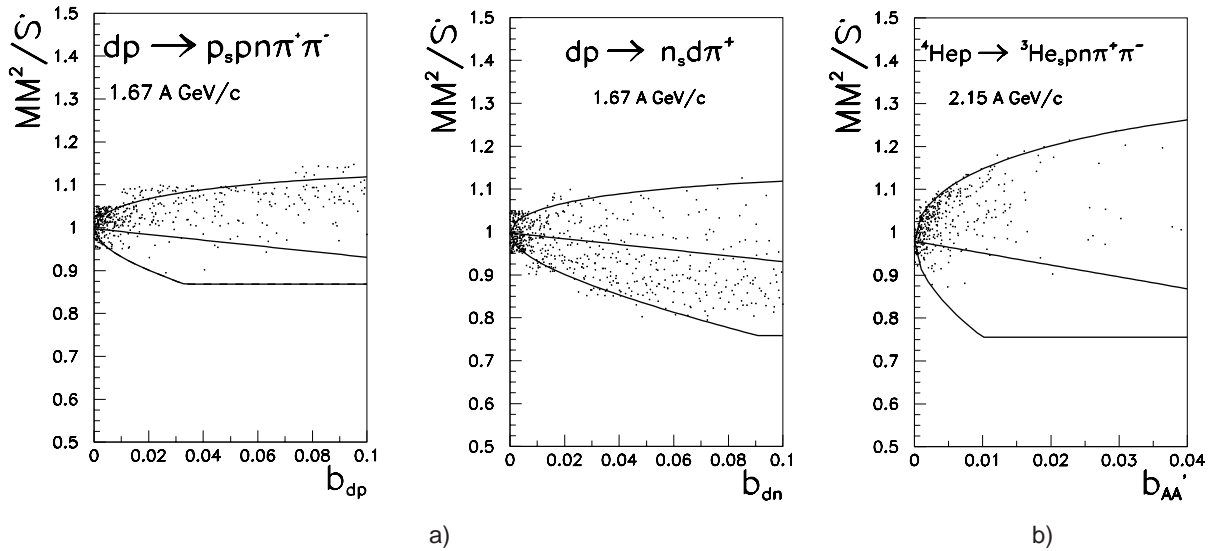 MM²/Ṡ
dp → pₛpnπ⁺π⁻
1.67 A GeV/c
1.5
1.4
1.3
1.2
1.1
1
0.9
0.8
0.7
0.6
0.5
0 0.02 0.04 0.06 0.08 0.1
b_dp
MM²/Ṡ
dp → nₛdπ⁺
1.67 A GeV/c
1.5
1.4
1.3
1.2
1.1
1
0.9
0.8
0.7
0.6
0.5
0 0.02 0.04 0.06 0.08 0.1
b_dn
a)
MM²/Ṡ
⁴Hep → ³Heₛpnπ⁺π⁻
2.15 A GeV/c
1.5
1.4
1.3
1.2
1.1
1
0.9
0.8
0.7
0.6
0.5
0 0.01 0.02 0.03 0.04
b_AA'
b)